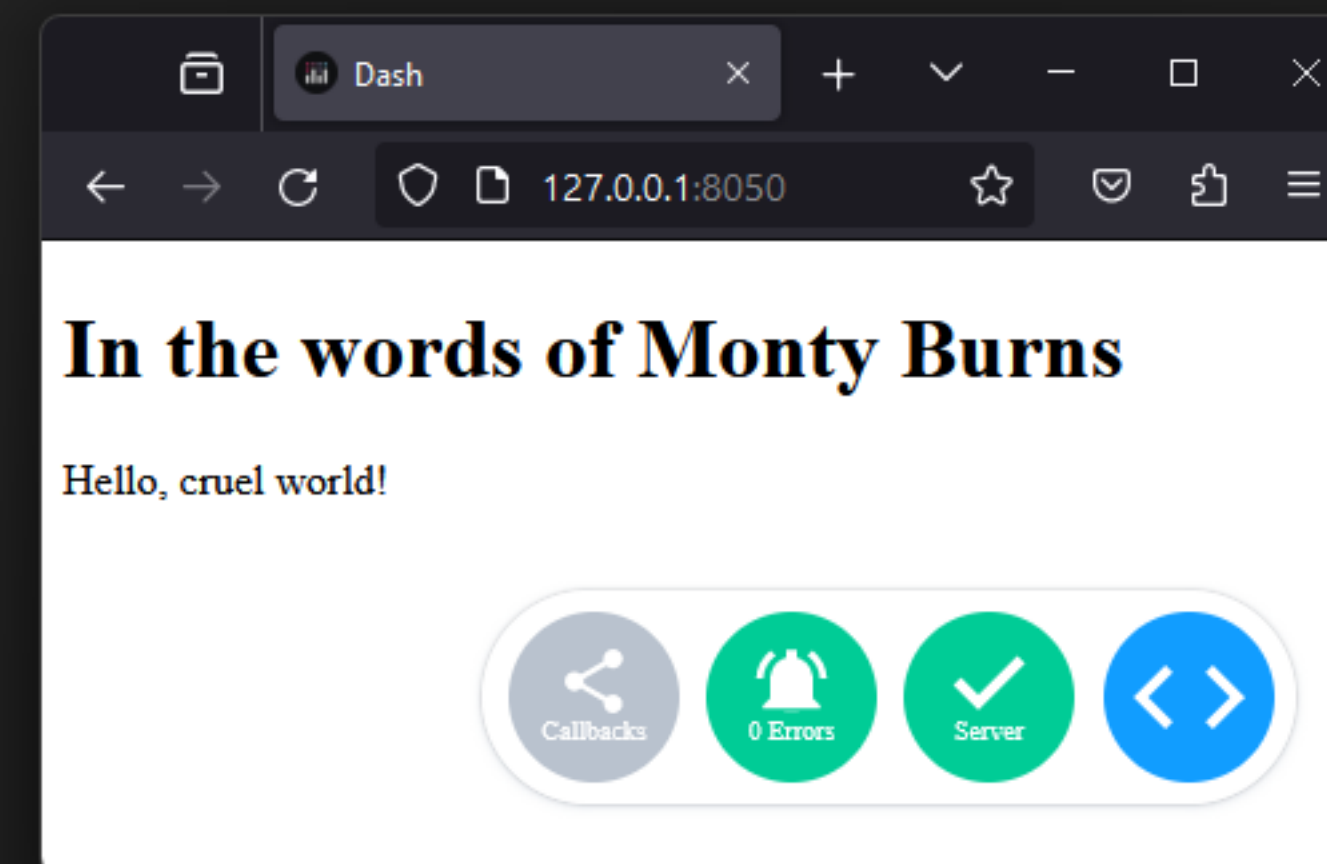 Dash
127.0.0.1:8050
In the words of Monty Burns
Hello, cruel world!
Callbacks
0 Errors
Server